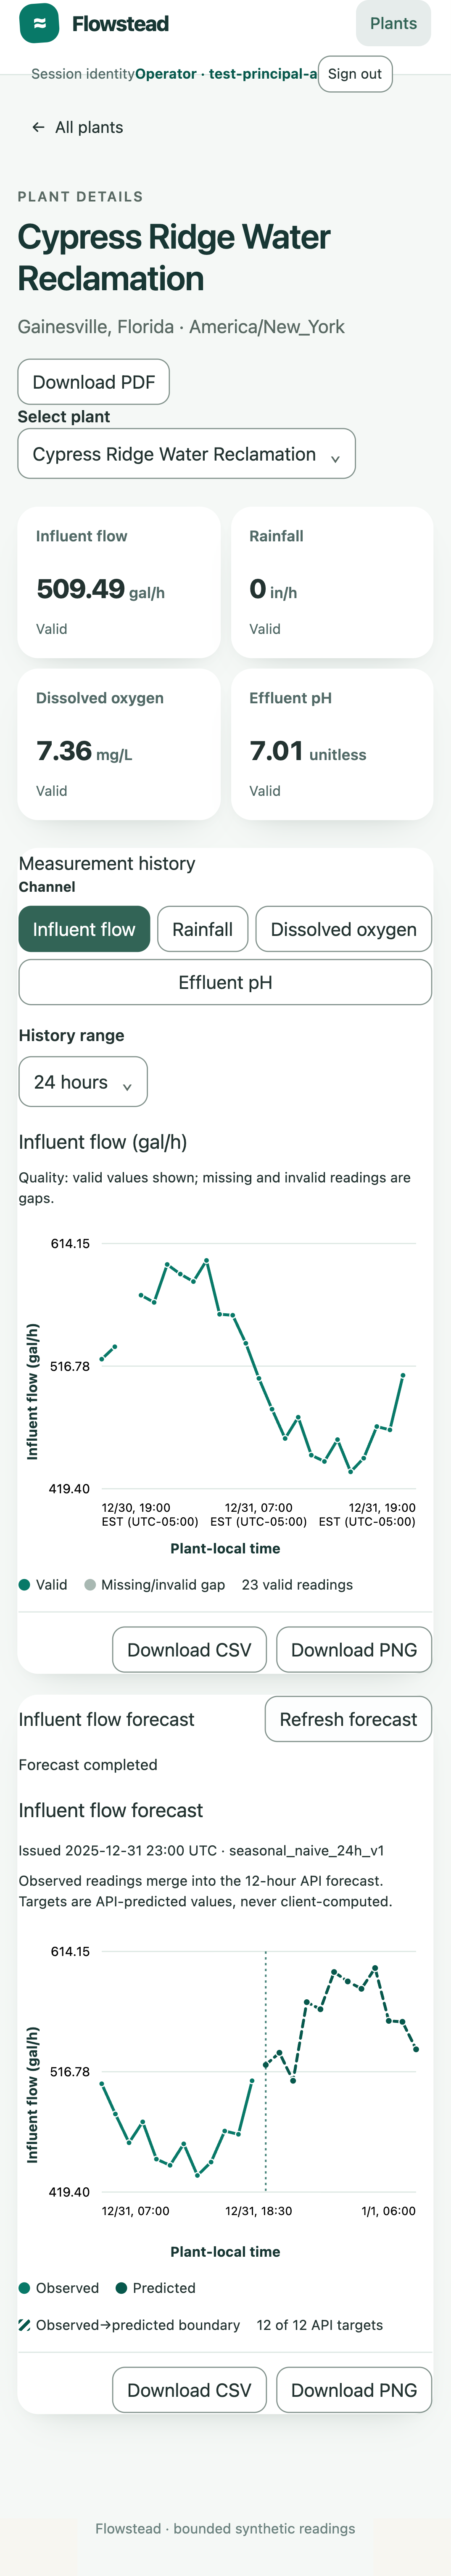 ≈ Flowstead Plants
Session identityOperator · test-principal-a Sign out
← All plants
PLANT DETAILS
Cypress Ridge Water
Reclamation
Gainesville, Florida · America/New_York
Download PDF
Select plant
Cypress Ridge Water Reclamation
Influent flow
509.49 gal/h
Valid
Rainfall
0 in/h
Valid
Dissolved oxygen
7.36 mg/L
Valid
Effluent pH
7.01 unitless
Valid
Measurement history
Channel
Influent flow Rainfall Dissolved oxygen
Effluent pH
History range
24 hours
Influent flow (gal/h)
Quality: valid values shown; missing and invalid readings are
gaps.
614.15
516.78
419.40
Influent flow (gal/h)
12/30, 19:00 12/31, 07:00 12/31, 19:00
EST (UTC-05:00) EST (UTC-05:00) EST (UTC-05:00)
Plant-local time
Valid Missing/invalid gap 23 valid readings
Download CSV Download PNG
Influent flow forecast Refresh forecast
Forecast completed
Influent flow forecast
Issued 2025-12-31 23:00 UTC · seasonal_naive_24h_v1
Observed readings merge into the 12-hour API forecast.
Targets are API-predicted values, never client-computed.
614.15
516.78
419.40
Influent flow (gal/h)
12/31, 07:00 12/31, 18:30 1/1, 06:00
Plant-local time
Observed Predicted
Observed→predicted boundary 12 of 12 API targets
Download CSV Download PNG
Flowstead · bounded synthetic readings